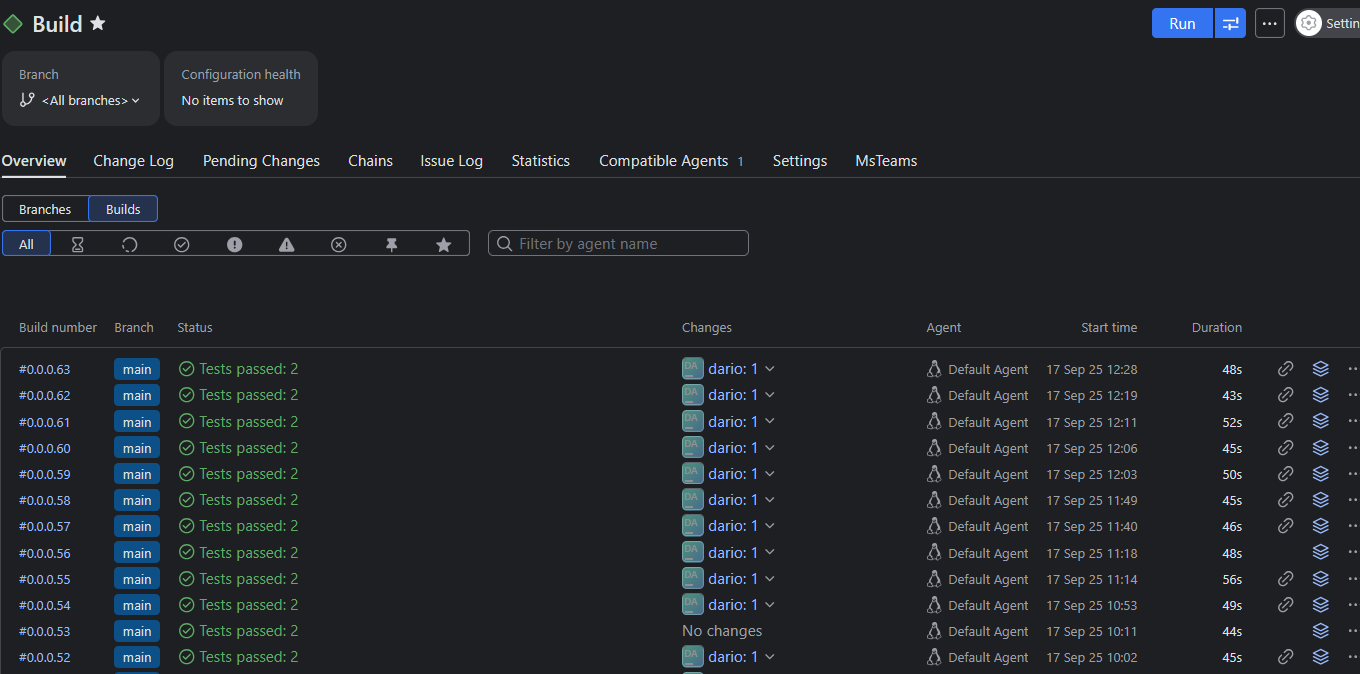 Build
Run
Settin
Branch
<All branches>
Configuration health
No items to show
Overview Change Log Pending Changes Chains Issue Log Statistics Compatible Agents 1 Settings MsTeams
Branches Builds
All
Filter by agent name
Build number Branch Status Changes Agent Start time Duration
#0.0.0.63 main Tests passed: 2 DA dario: 1 Default Agent 17 Sep 25 12:28 48s
#0.0.0.62 main Tests passed: 2 DA dario: 1 Default Agent 17 Sep 25 12:19 43s
#0.0.0.61 main Tests passed: 2 DA dario: 1 Default Agent 17 Sep 25 12:11 52s
#0.0.0.60 main Tests passed: 2 DA dario: 1 Default Agent 17 Sep 25 12:06 45s
#0.0.0.59 main Tests passed: 2 DA dario: 1 Default Agent 17 Sep 25 12:03 50s
#0.0.0.58 main Tests passed: 2 DA dario: 1 Default Agent 17 Sep 25 11:49 45s
#0.0.0.57 main Tests passed: 2 DA dario: 1 Default Agent 17 Sep 25 11:40 46s
#0.0.0.56 main Tests passed: 2 DA dario: 1 Default Agent 17 Sep 25 11:18 48s
#0.0.0.55 main Tests passed: 2 DA dario: 1 Default Agent 17 Sep 25 11:14 56s
#0.0.0.54 main Tests passed: 2 DA dario: 1 Default Agent 17 Sep 25 10:53 49s
#0.0.0.53 main Tests passed: 2 No changes Default Agent 17 Sep 25 10:11 44s
#0.0.0.52 main Tests passed: 2 DA dario: 1 Default Agent 17 Sep 25 10:02 45s